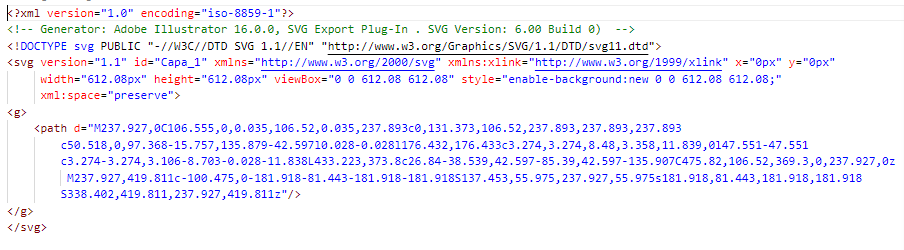 <?xml version="1.0" encoding="iso-8859-1"?>
<!-- Generator: Adobe Illustrator 16.0.0, SVG Export Plug-In . SVG Version: 6.00 Build 0)  -->
<!DOCTYPE svg PUBLIC "-//W3C//DTD SVG 1.1//EN" "http://www.w3.org/Graphics/SVG/1.1/DTD/svg11.dtd">
<svg version="1.1" id="Capa_1" xmlns="http://www.w3.org/2000/svg" xmlns:xlink="http://www.w3.org/1999/xlink" x="0px" y="0px"
width="612.08px" height="612.08px" viewBox="0 0 612.08 612.08" style="enable-background:new 0 0 612.08 612.08;"
xml:space="preserve">
<g>
<path d="M237.927,0C106.555,0,0.035,106.52,0.035,237.893c0,131.373,106.52,237.893,237.893,237.893
c50.518,0,97.368-15.757,135.879-42.597l0.028-0.028l176.432,176.433c3.274,3.274,8.48,3.358,11.839,0l47.551-47.551
c3.274-3.274,3.106-8.703-0.028-11.838L433.223,373.8c26.84-38.539,42.597-85.39,42.597-135.907C475.82,106.52,369.3,0,237.927,0z
M237.927,419.811c-100.475,0-181.918-81.443-181.918-181.918S137.453,55.975,237.927,55.975s181.918,81.443,181.918,181.918
S338.402,419.811,237.927,419.811z"/>
</g>
</svg>